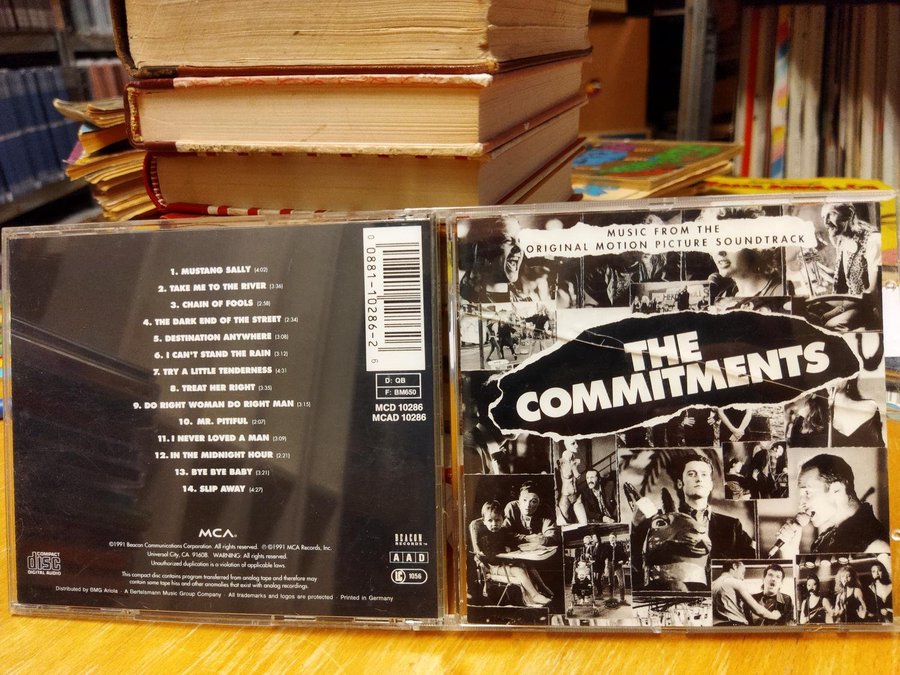 1. MUSTANG SALLY (4:02)
2. TAKE ME TO THE RIVER (3:36)
3. CHAIN OF FOOLS (2:58)
4. THE DARK END OF THE STREET (2:34)
5. DESTINATION ANYWHERE (3:08)
6. I CAN'T STAND THE RAIN (3:12)
7. TRY A LITTLE TENDERNESS (4:31)
8. TREAT HER RIGHT (3:35)
9. DO RIGHT WOMAN DO RIGHT MAN (3:15)
10. MR. PITIFUL (2:07)
11. I NEVER LOVED A MAN (3:09)
12. IN THE MIDNIGHT HOUR (2:21)
13. BYE BYE BABY (3:21)
14. SLIP AWAY (4:27)
0 0881-10286-2 6
D: QB
F: BM650
MCD 10286
MCAD 10286
MCA®
©1991 Beacon Communications Corporation. All rights reserved. ℗©1991 MCA Records, Inc.
Universal City, CA 91608. WARNING: All rights reserved.
Unauthorized duplication is a violation of applicable laws.
This compact disc contains program transferred from analog tape and therefore may
contain some tape hiss and other anomalies that exist with analog recordings.
Distributed by BMG Ariola · A Bertelsmann Music Group Company · All trademarks and logos are protected · Printed in Germany
COMPACT
disc
DIGITAL AUDIO
BEACON
RECORDS
AAD
LC 1056
MUSIC FROM THE
ORIGINAL MOTION PICTURE SOUNDTRACK
THE
COMMITMENTS